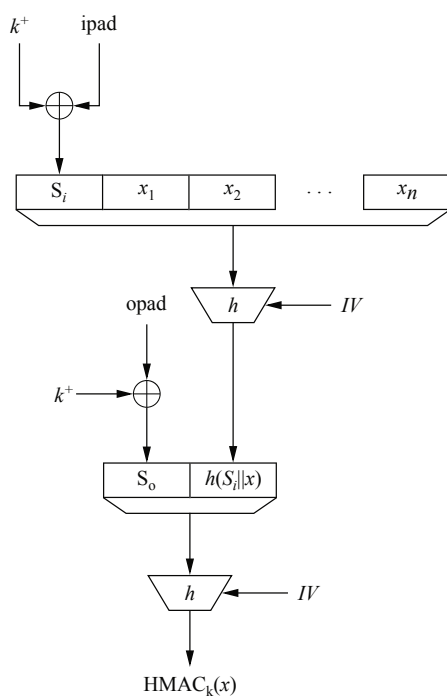 k⁺ ipad
Sᵢ x₁ x₂ . . . xₙ
h IV
opad
k⁺
Sₒ h(Sᵢ||x)
h IV
HMACₖ(x)